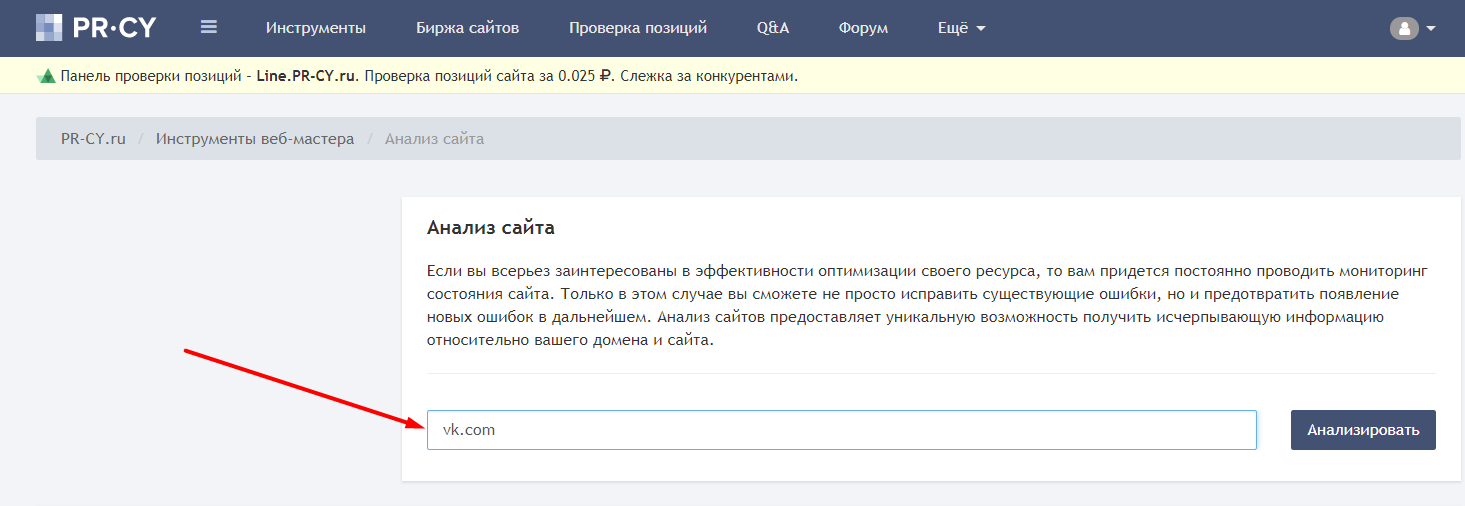 PR·CY Инструменты Биржа сайтов Проверка позиций Q&A Форум Ещё
Панель проверки позиций – Line.PR-CY.ru. Проверка позиций сайта за 0.025 ₽. Слежка за конкурентами.
PR-CY.ru / Инструменты веб-мастера / Анализ сайта
Анализ сайта
Если вы всерьез заинтересованы в эффективности оптимизации своего ресурса, то вам придется постоянно проводить мониторинг
состояния сайта. Только в этом случае вы сможете не просто исправить существующие ошибки, но и предотвратить появление
новых ошибок в дальнейшем. Анализ сайтов предоставляет уникальную возможность получить исчерпывающую информацию
относительно вашего домена и сайта.
vk.com Анализировать